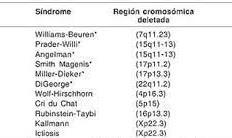 Síndrome Región cromosómica
deletada
Williams-Beuren* (7q11.23)
Prader-Willi* (15q11-13)
Angelman* (15q11-13)
Smith Magenis* (17p11.2)
Miller-Dieker* (17p13.3)
DiGeorge* (22q11.2)
Wolf-Hirschhorn (4p16.3)
Cri du Chat (5p15)
Rubinstein-Taybi (16p13.3)
Kallmann (Xp22.3)
Ictiosis (Xp22.3)